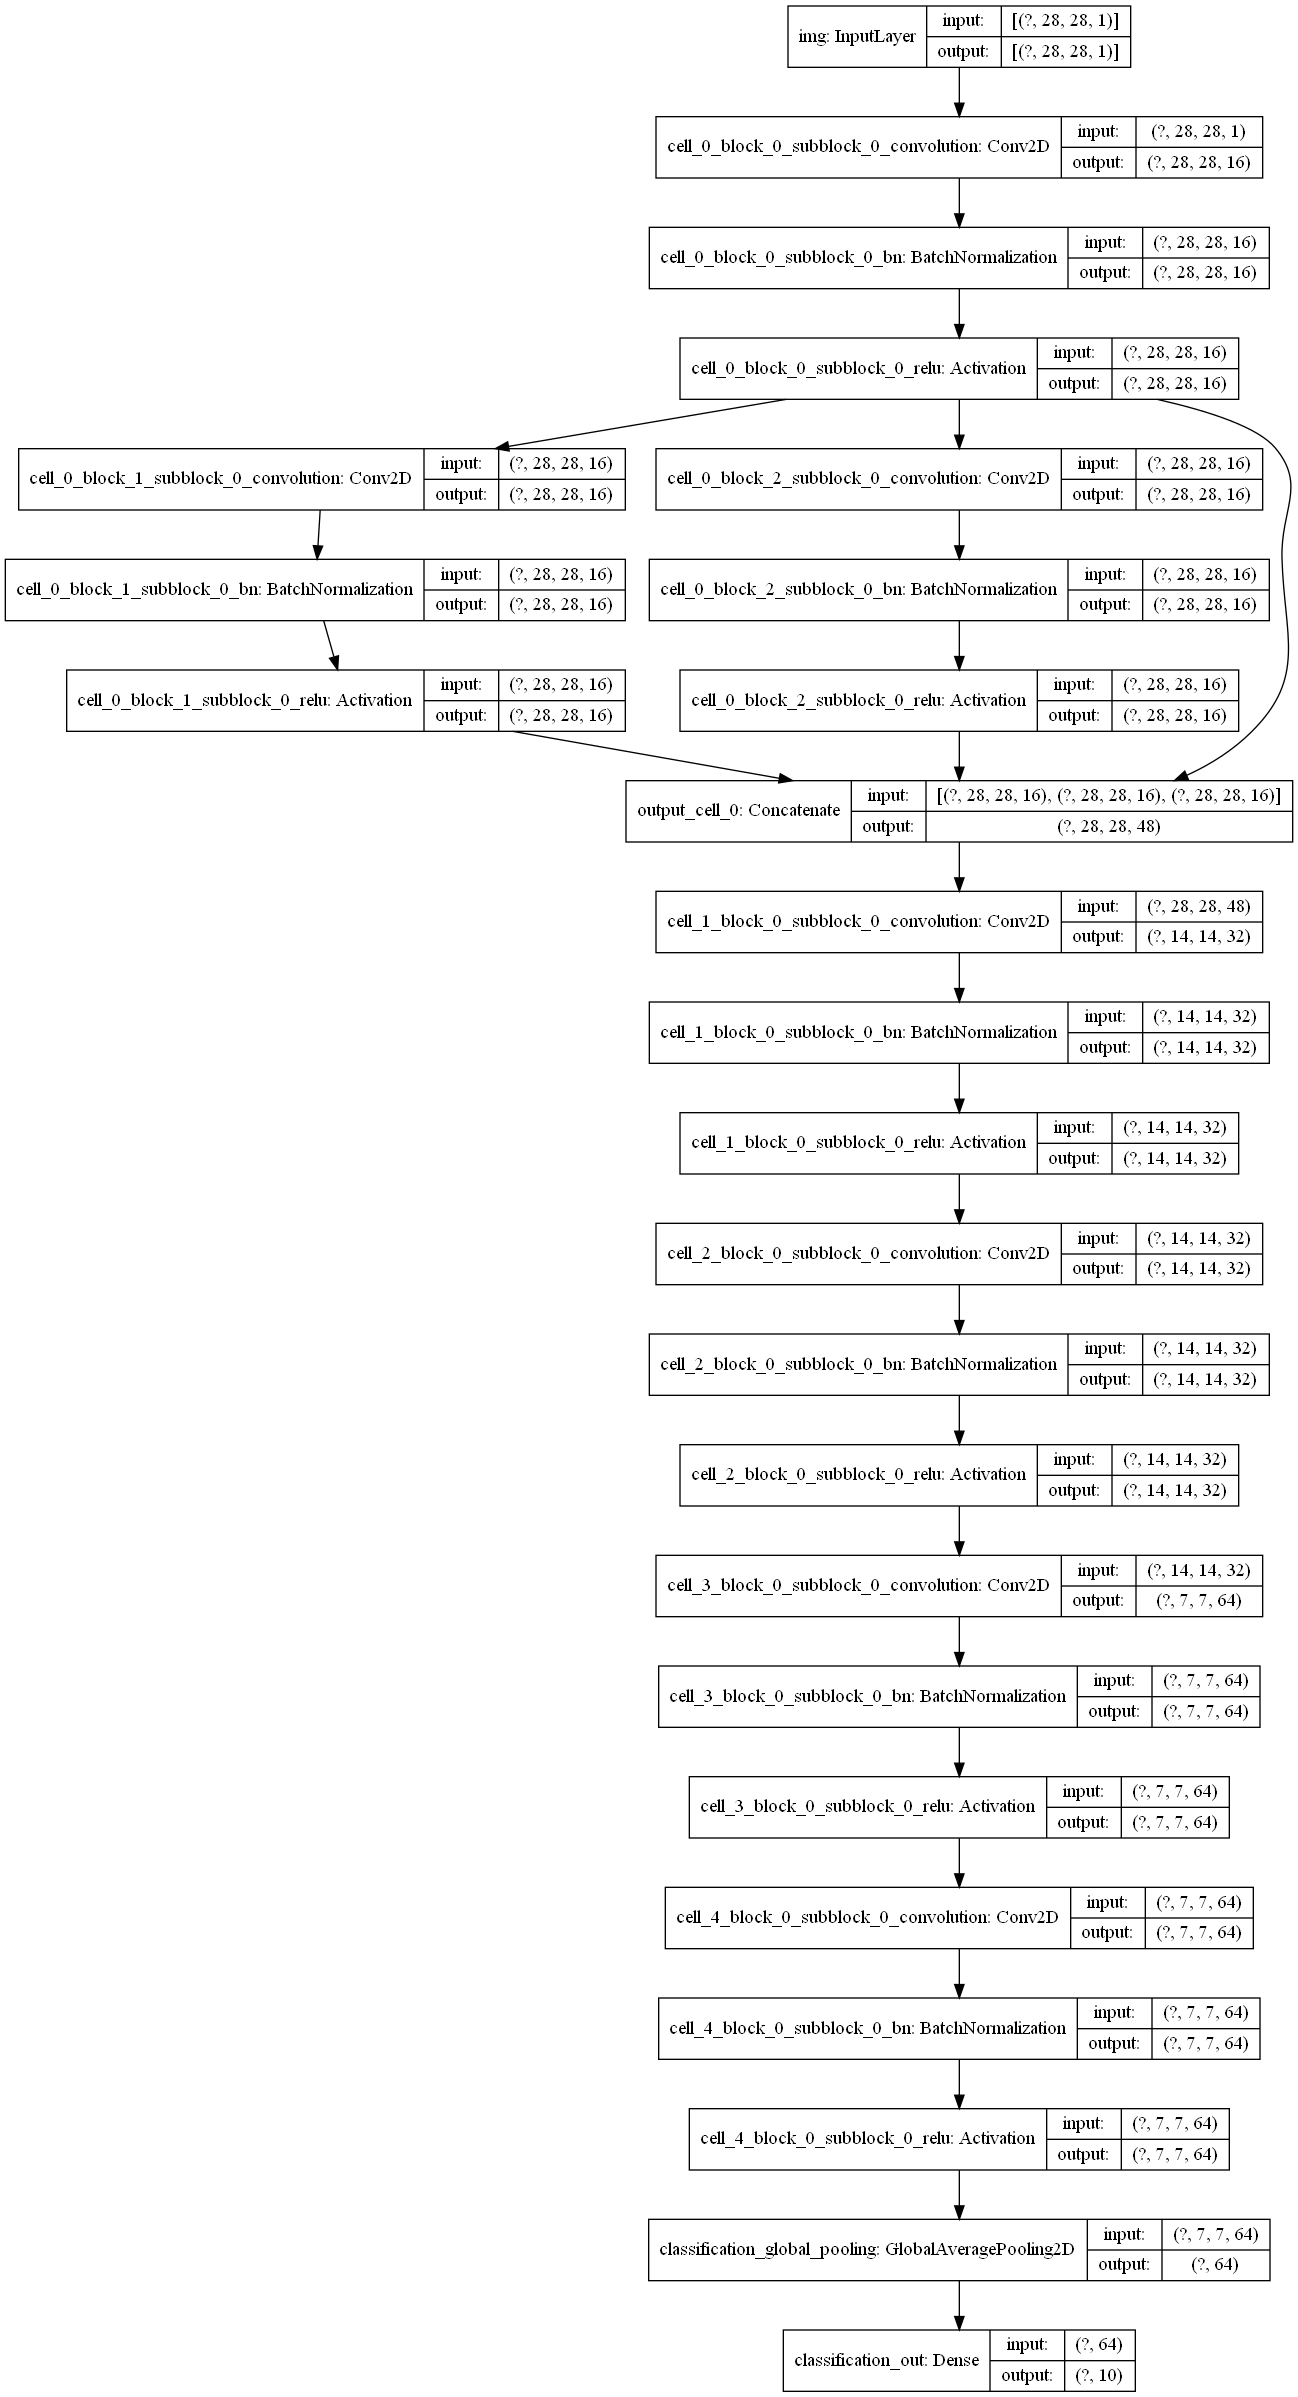 img: InputLayer
input: [(?, 28, 28, 1)]
output: [(?, 28, 28, 1)]
cell_0_block_0_subblock_0_convolution: Conv2D
input: (?, 28, 28, 1)
output: (?, 28, 28, 16)
cell_0_block_0_subblock_0_bn: BatchNormalization
input: (?, 28, 28, 16)
output: (?, 28, 28, 16)
cell_0_block_0_subblock_0_relu: Activation
input: (?, 28, 28, 16)
output: (?, 28, 28, 16)
cell_0_block_1_subblock_0_convolution: Conv2D
input: (?, 28, 28, 16)
output: (?, 28, 28, 16)
cell_0_block_2_subblock_0_convolution: Conv2D
input: (?, 28, 28, 16)
output: (?, 28, 28, 16)
cell_0_block_1_subblock_0_bn: BatchNormalization
input: (?, 28, 28, 16)
output: (?, 28, 28, 16)
cell_0_block_2_subblock_0_bn: BatchNormalization
input: (?, 28, 28, 16)
output: (?, 28, 28, 16)
cell_0_block_1_subblock_0_relu: Activation
input: (?, 28, 28, 16)
output: (?, 28, 28, 16)
cell_0_block_2_subblock_0_relu: Activation
input: (?, 28, 28, 16)
output: (?, 28, 28, 16)
output_cell_0: Concatenate
input: [(?, 28, 28, 16), (?, 28, 28, 16), (?, 28, 28, 16)]
output: (?, 28, 28, 48)
cell_1_block_0_subblock_0_convolution: Conv2D
input: (?, 28, 28, 48)
output: (?, 14, 14, 32)
cell_1_block_0_subblock_0_bn: BatchNormalization
input: (?, 14, 14, 32)
output: (?, 14, 14, 32)
cell_1_block_0_subblock_0_relu: Activation
input: (?, 14, 14, 32)
output: (?, 14, 14, 32)
cell_2_block_0_subblock_0_convolution: Conv2D
input: (?, 14, 14, 32)
output: (?, 14, 14, 32)
cell_2_block_0_subblock_0_bn: BatchNormalization
input: (?, 14, 14, 32)
output: (?, 14, 14, 32)
cell_2_block_0_subblock_0_relu: Activation
input: (?, 14, 14, 32)
output: (?, 14, 14, 32)
cell_3_block_0_subblock_0_convolution: Conv2D
input: (?, 14, 14, 32)
output: (?, 7, 7, 64)
cell_3_block_0_subblock_0_bn: BatchNormalization
input: (?, 7, 7, 64)
output: (?, 7, 7, 64)
cell_3_block_0_subblock_0_relu: Activation
input: (?, 7, 7, 64)
output: (?, 7, 7, 64)
cell_4_block_0_subblock_0_convolution: Conv2D
input: (?, 7, 7, 64)
output: (?, 7, 7, 64)
cell_4_block_0_subblock_0_bn: BatchNormalization
input: (?, 7, 7, 64)
output: (?, 7, 7, 64)
cell_4_block_0_subblock_0_relu: Activation
input: (?, 7, 7, 64)
output: (?, 7, 7, 64)
classification_global_pooling: GlobalAveragePooling2D
input: (?, 7, 7, 64)
output: (?, 64)
classification_out: Dense
input: (?, 64)
output: (?, 10)